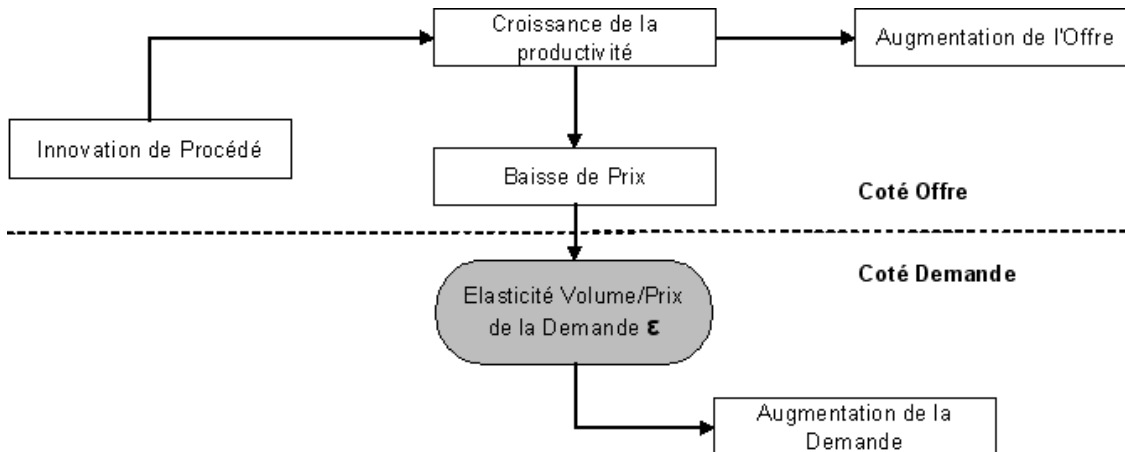 Croissance de la
productivité
Augmentation de l'Offre
Innovation de Procédé
Baisse de Prix
Coté Offre
Coté Demande
Elasticité Volume/Prix
de la Demande ε
Augmentation de la
Demande